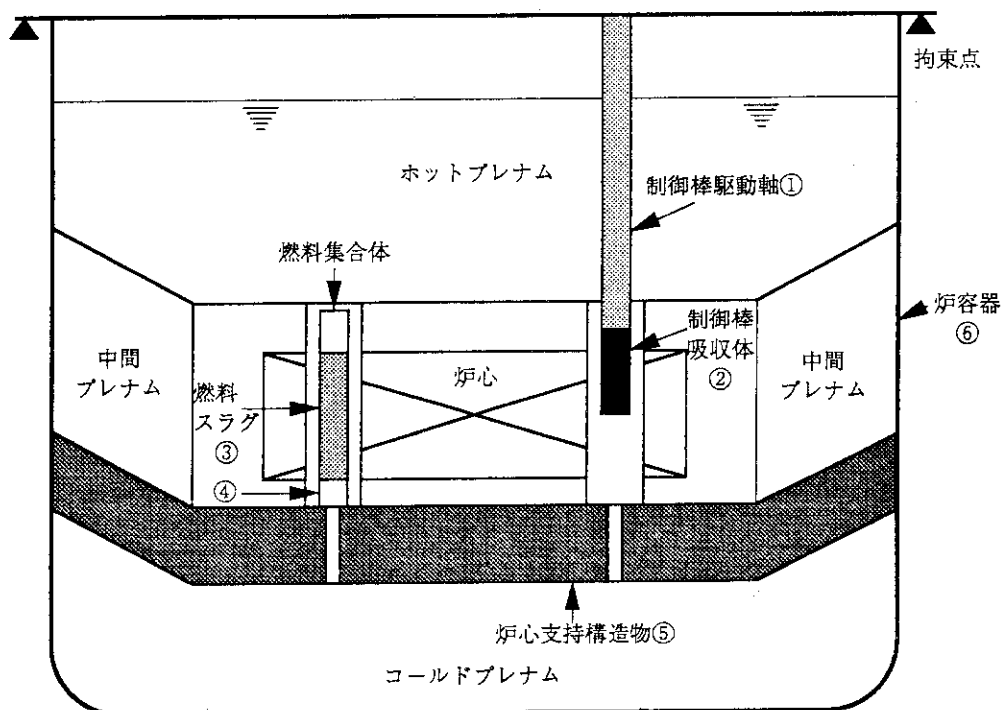 拘束点
ホットプレナム
制御棒駆動軸①
燃料集合体
炉容器
⑥
制御棒
吸収体
②
中間
プレナム
炉心
中間
プレナム
燃料
スラグ
③
④
炉心支持構造物⑤
コールドプレナム